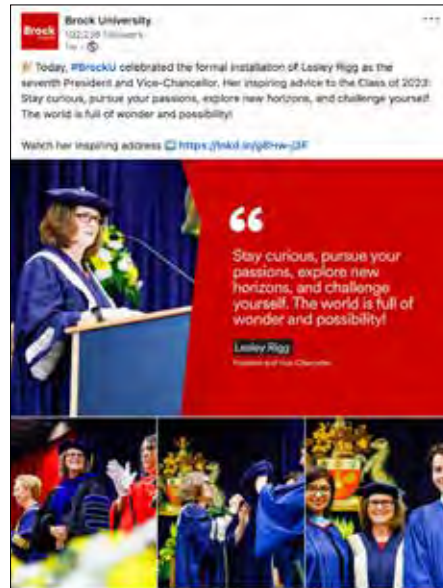 Brock
Brock University
followers
1w
Today, #BrockU celebrated the formal installation of Lesley Rigg as the
seventh President and Vice-Chancellor. Her inspiring advice to the Class of 2023:
Stay curious, pursue your passions, explore new horizons, and challenge yourself.
The world is full of wonder and possibility!
Watch her inspiring address
“
Stay curious, pursue your
passions, explore new
horizons, and challenge
yourself. The world is full of
wonder and possibility!
Lesley Rigg
President and Vice-Chancellor